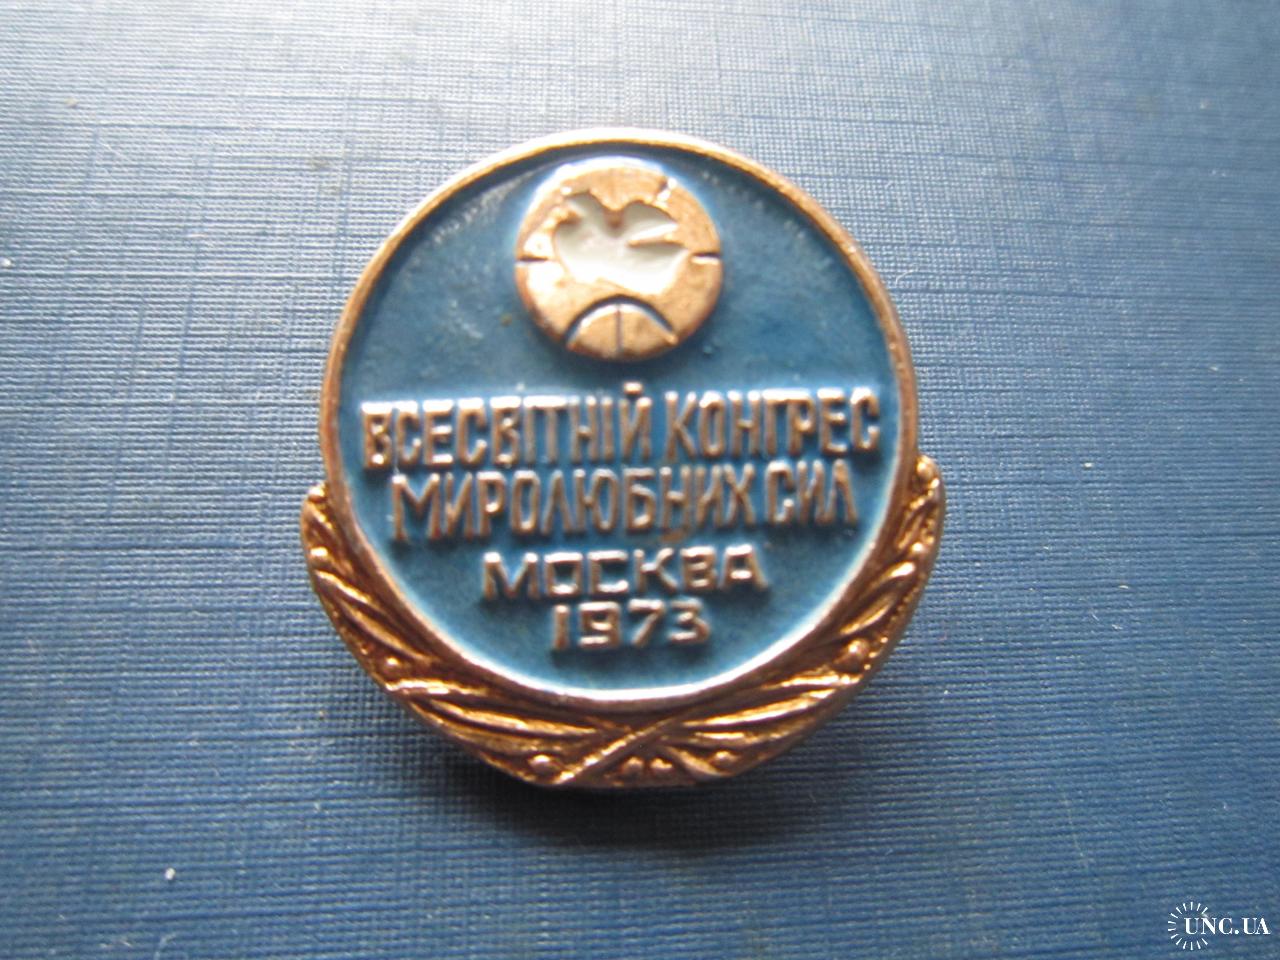 ВСЕСВІТНІЙ КОНГРЕС
МИРОЛЮБНИХ СИЛ
МОСКВА
1973
UNC.UA